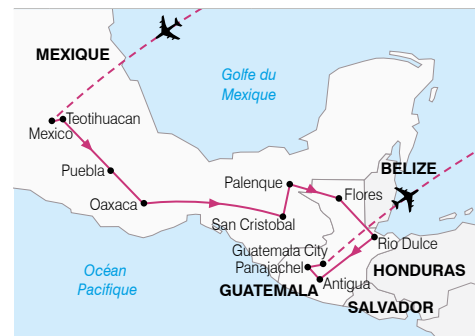 MEXIQUE
Golfe du
Mexique
Teotihuacan
Mexico
Puebla
Oaxaca
Palenque
San Cristobal
BELIZE
Flores
Rio Dulce
Guatemala City
Panajachel
Antigua
GUATEMALA
HONDURAS
SALVADOR
Océan
Pacifique